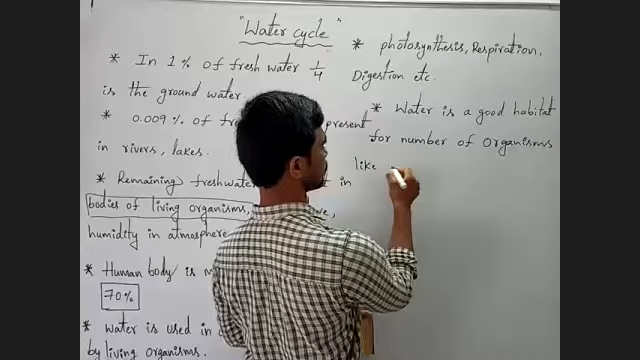 "Water cycle"
* In 1% of fresh water 1/4
is the ground water
* 0.009% of present
in rivers, lakes.
* Remaining freshwater in
bodies of living organisms,
humidity in atmosphere
* Human body is
70%
* Water is used in
by living organisms.
* photosynthesis, Respiration,
Digestion etc.
* Water is a good habitat
for number of organisms
like